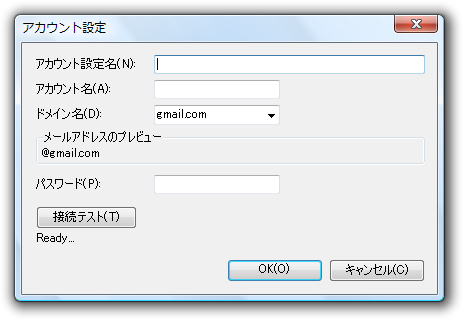 アカウント設定
アカウント設定名(N):
アカウント名(A):
ドメイン名(D): gmail.com
メールアドレスのプレビュー
@gmail.com
パスワード(P):
接続テスト(T)
Ready...
OK(O) キャンセル(C)